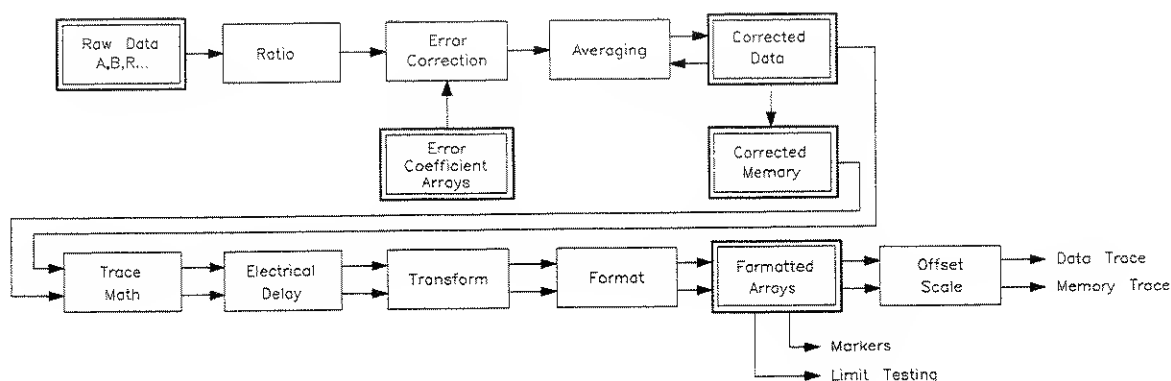 Raw Data
A,B,R...
Ratio
Error
Correction
Averaging
Corrected
Data
Error
Coefficient
Arrays
Corrected
Memory
Trace
Math
Electrical
Delay
Transform
Format
Farmatted
Arrays
Offset
Scale
Data Trace
Memory Trace
Markers
Limit Testing